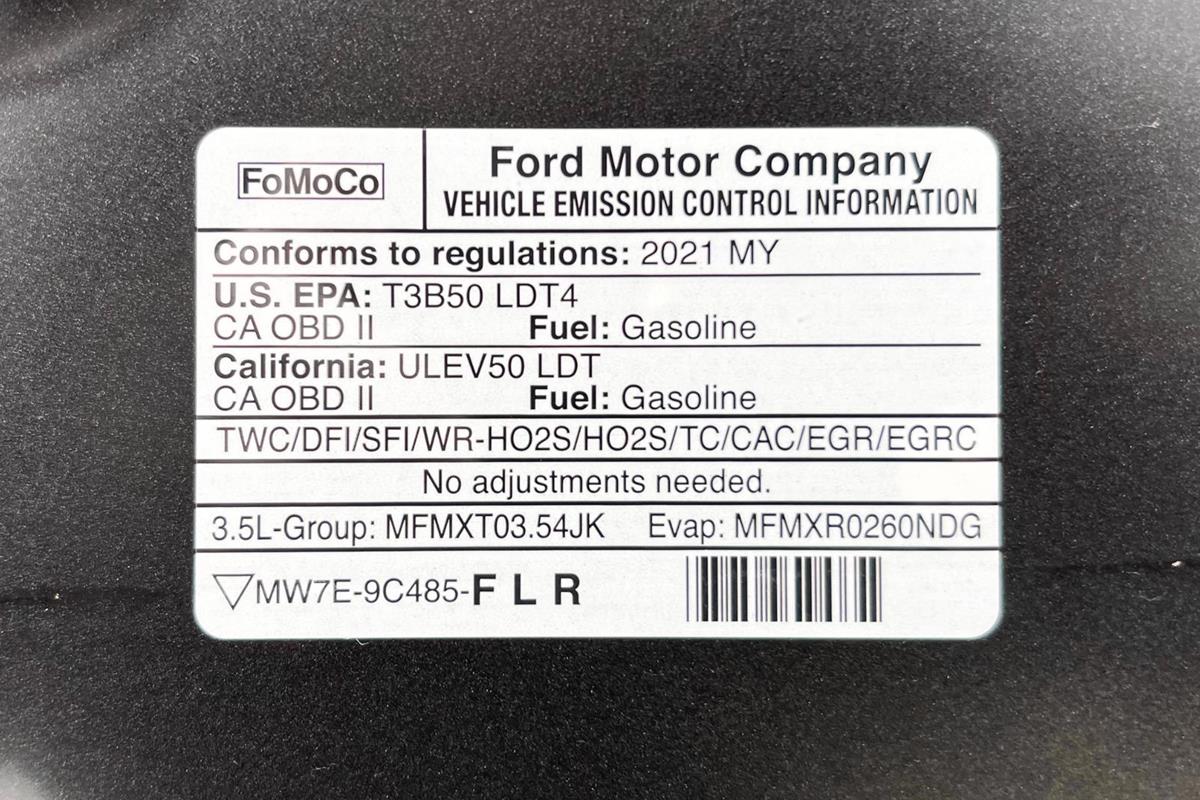 FoMoCo
Ford Motor Company
VEHICLE EMISSION CONTROL INFORMATION
Conforms to regulations: 2021 MY
U.S. EPA: T3B50 LDT4
CA OBD II Fuel: Gasoline
California: ULEV50 LDT
CA OBD II Fuel: Gasoline
TWC/DFI/SFI/WR-HO2S/HO2S/TC/CAC/EGR/EGRC
No adjustments needed.
3.5L-Group: MFMXT03.54JK Evap: MFMXR0260NDG
▽MW7E-9C485-F L R